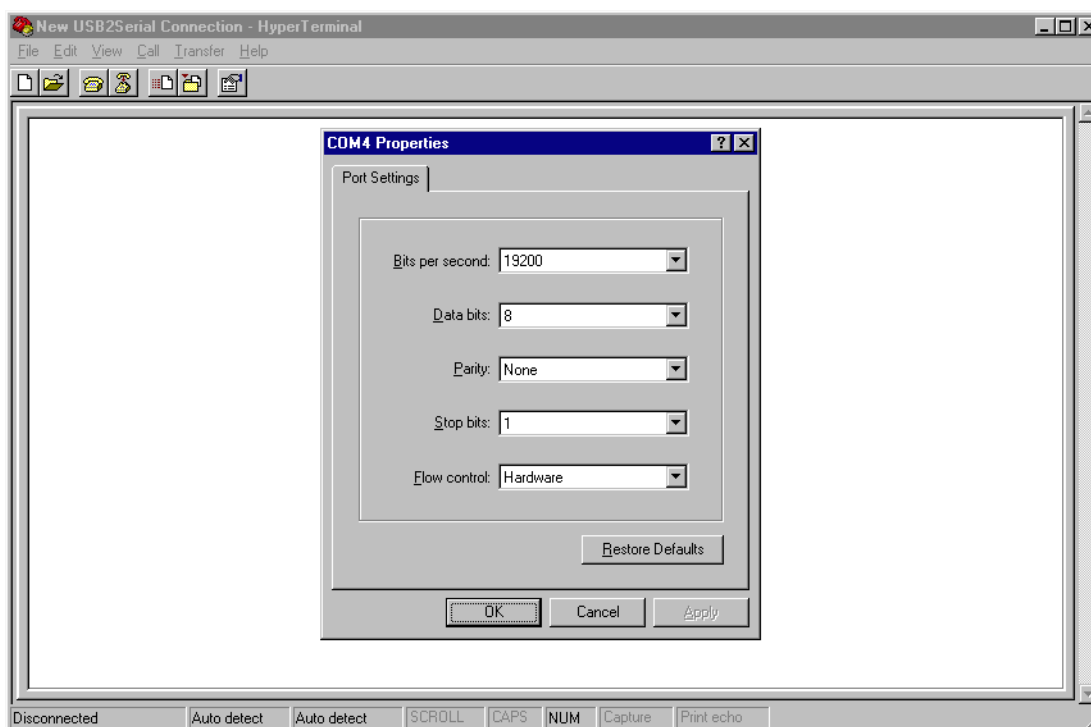 New USB2Serial Connection - HyperTerminal
File Edit View Call Transfer Help
COM4 Properties
Port Settings
Bits per second: 19200
Data bits: 8
Parity: None
Stop bits: 1
Flow control: Hardware
Restore Defaults
OK Cancel Apply
Disconnected Auto detect Auto detect SCROLL CAPS NUM Capture Print echo